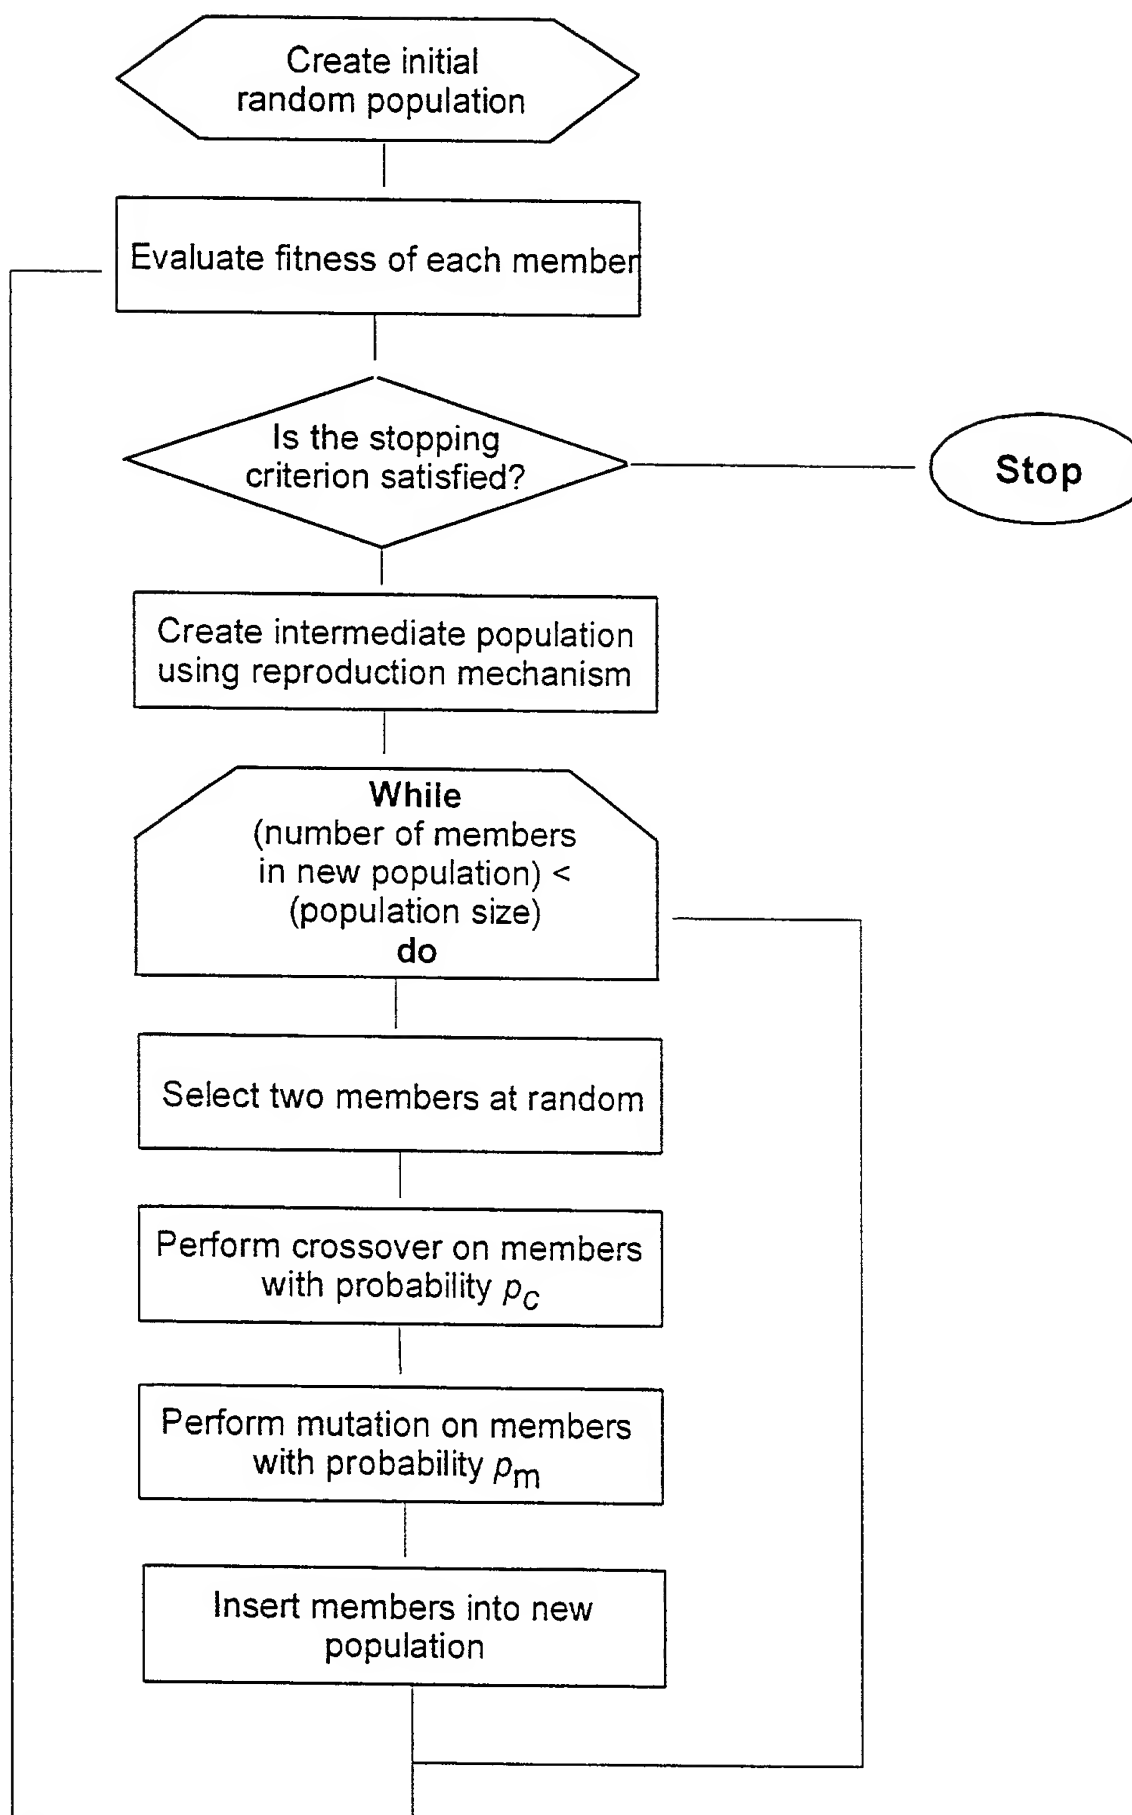 Create initial
random population
Evaluate fitness of each member
Is the stopping
criterion satisfied?
Stop
Create intermediate population
using reproduction mechanism
While
(number of members
in new population) <
(population size)
do
Select two members at random
Perform crossover on members
with probability pc
Perform mutation on members
with probability pm
Insert members into new
population